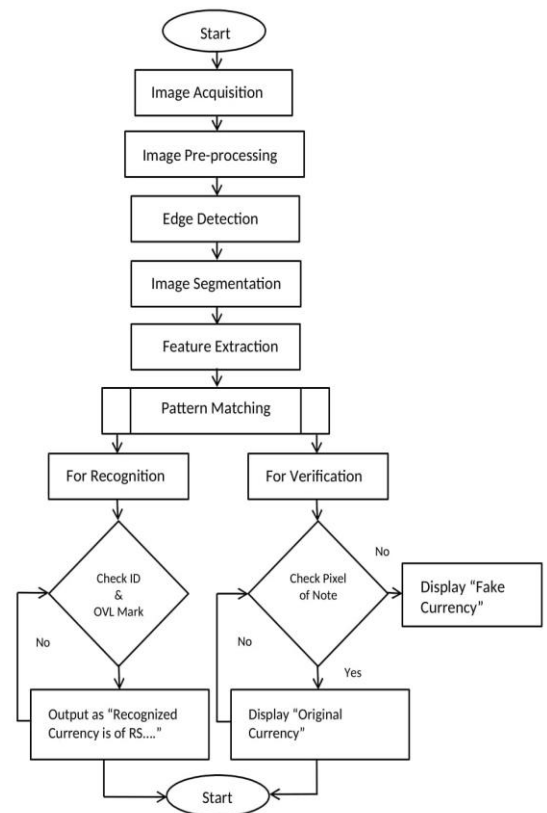 Start
Image Acquisition
Image Pre-processing
Edge Detection
Image Segmentation
Feature Extraction
Pattern Matching
For Recognition
For Verification
Check ID
&
OVL Mark
No
Output as “Recognized
Currency is of RS....”
Check Pixel
of Note
No
Display “Fake
Currency”
No
Yes
Display “Original
Currency”
Start